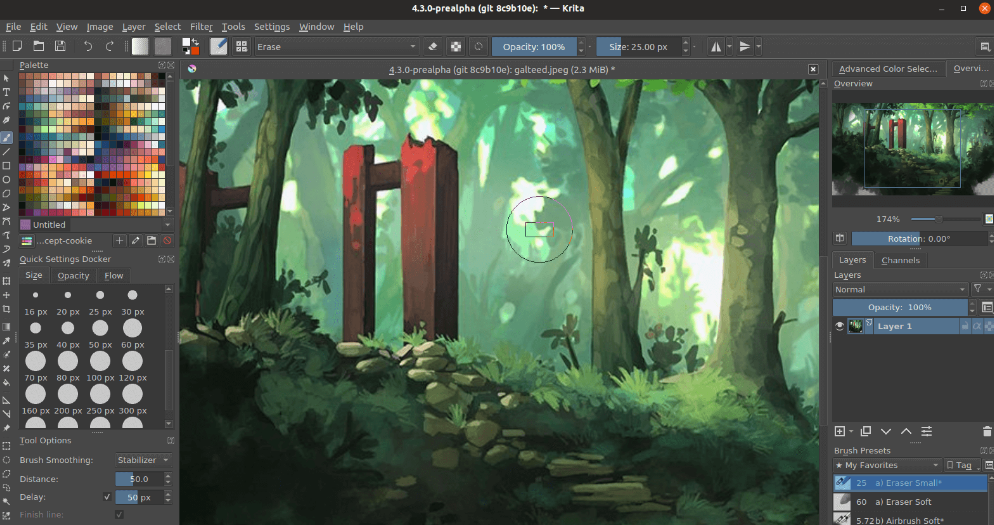 4.3.0-prealpha (git 8c9b10e):  * — Krita
File Edit View Image Layer Select Filter Tools Settings Window Help
Erase Opacity: 100% Size: 25.00 px
Palette
4.3.0-prealpha (git 8c9b10e): galteed.jpeg (2.3 MiB) *
Advanced Color Selec... Overvi...
Overview
174%
Rotation: 0.00°
Untitled
...cept-cookie
Quick Settings Docker
Size Opacity Flow
16 px 20 px 25 px 30 px
35 px 40 px 50 px 60 px
70 px 80 px 100 px 120 px
160 px 200 px 250 px 300 px
Layers Channels
Layers
Normal
Opacity: 100%
Layer 1
Tool Options
Brush Smoothing: Stabilizer
Distance: 50.0
Delay: 50 px
Finish line:
Brush Presets
★ My Favorites Tag
25 a) Eraser Small*
60 a) Eraser Soft
5.72 b) Airbrush Soft*